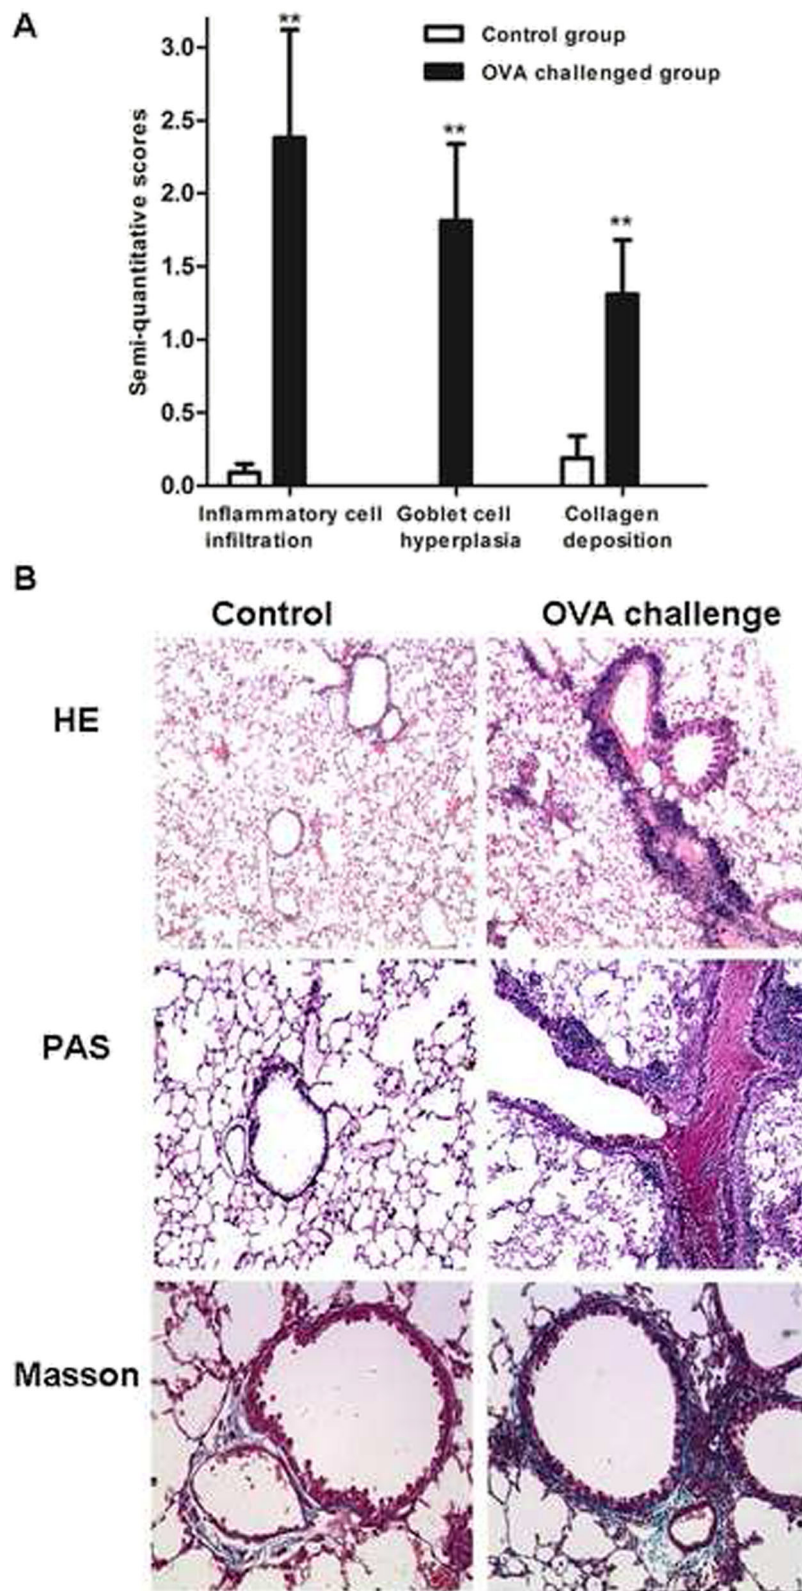 A
**
3.0
Control group
OVA challenged group
2.5
**
2.0
**
1.5
1.0
0.5
0.0
Semi-quantitative scores
Inflammatory cell infiltration
Goblet cell hyperplasia
Collagen deposition
B
Control
OVA challenge
HE
PAS
Masson